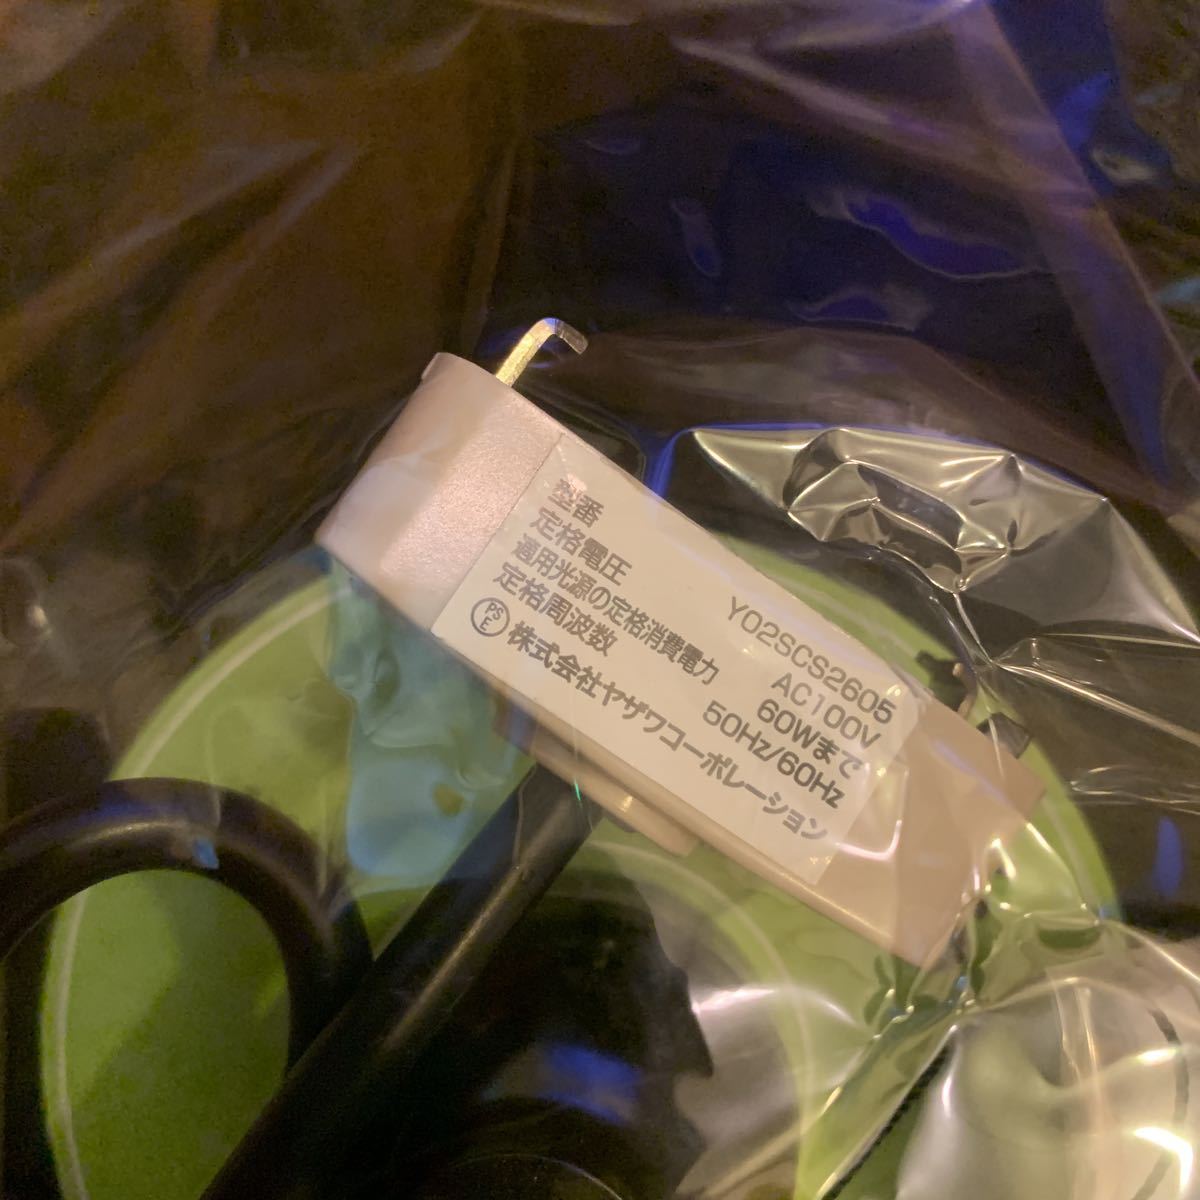 型番 Y02SCS2605
定格電圧 AC100V
適用光源の定格消費電力 60Wまで
定格周波数 50Hz/60Hz
PSE 株式会社ヤザワコーポレーション